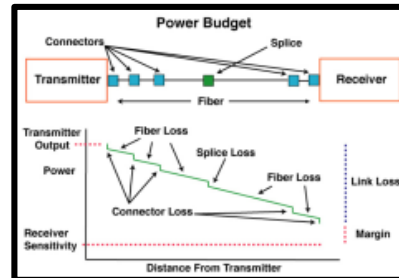 Power Budget
Connectors
Splice
Transmitter
Receiver
Fiber
Transmitter
Output
Fiber Loss
Splice Loss
Power
Fiber Loss
Link Loss
Connector Loss
Receiver
Sensitivity
Margin
Distance From Transmitter